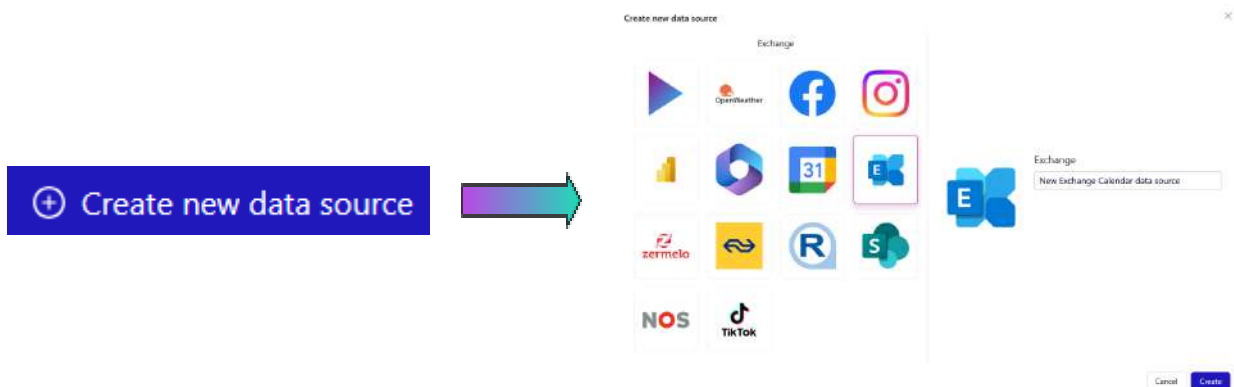 Create new data source
Create new data source
Exchange
OpenWeather
31
E
zermelo
R
S
NOS
TikTok
E
Exchange
New Exchange Calendar data source
Cancel
Create